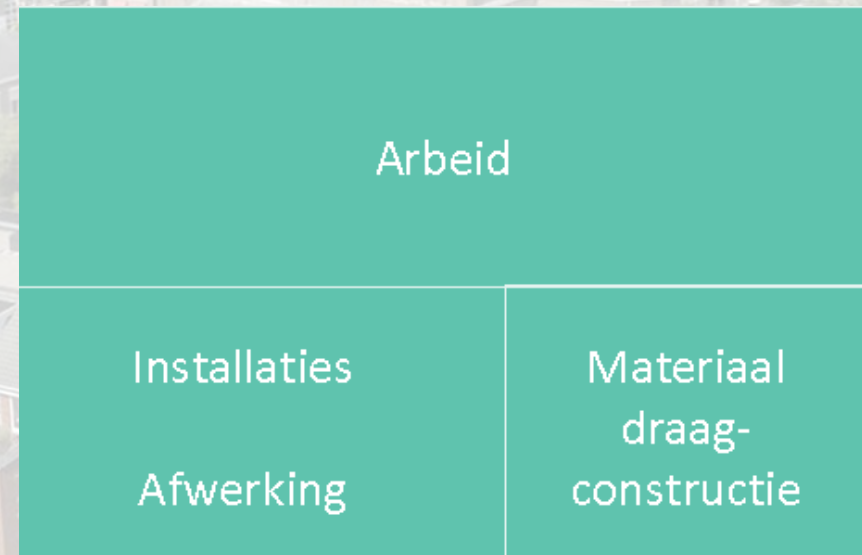 Arbeid
Installaties
Afwerking
Materiaal
draag-
constructie